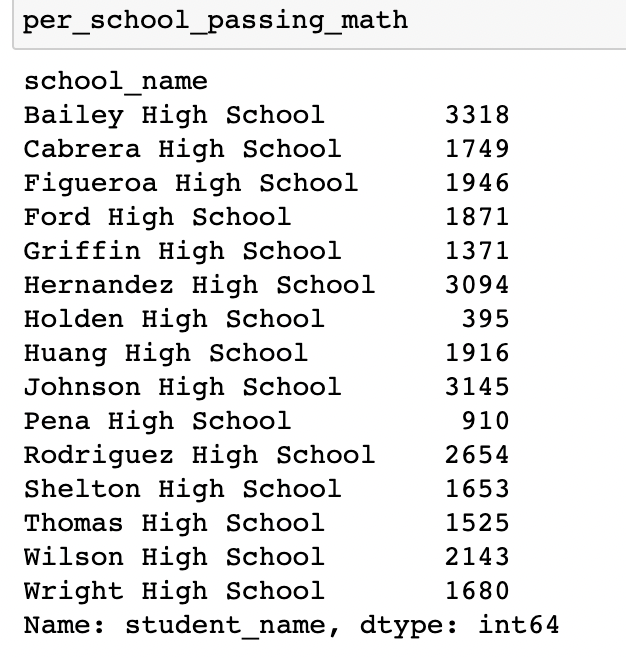 per_school_passing_math
school_name
Bailey High School 3318
Cabrera High School 1749
Figueroa High School 1946
Ford High School 1871
Griffin High School 1371
Hernandez High School 3094
Holden High School 395
Huang High School 1916
Johnson High School 3145
Pena High School 910
Rodriguez High School 2654
Shelton High School 1653
Thomas High School 1525
Wilson High School 2143
Wright High School 1680
Name: student_name, dtype: int64